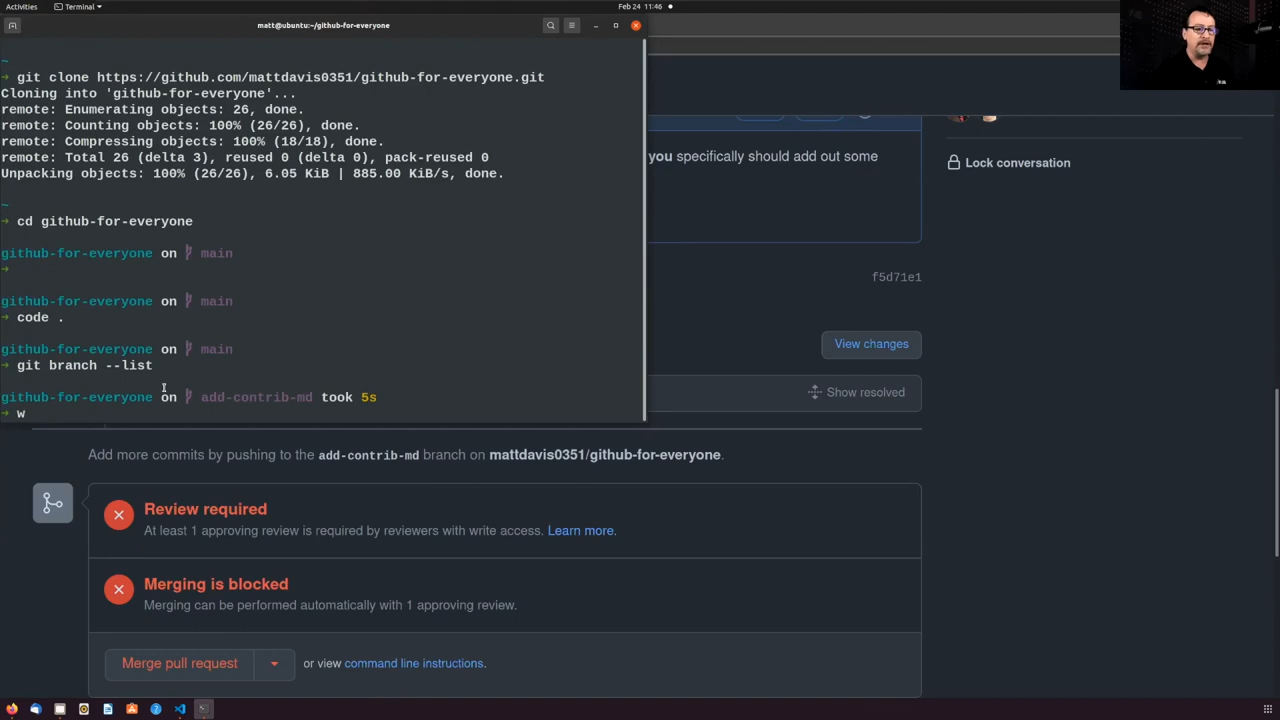 Activities
Terminal
Feb 24 11:46
matt@ubuntu:~/github-for-everyone
~
→ git clone https://github.com/mattdavis0351/github-for-everyone.git
Cloning into 'github-for-everyone'...
remote: Enumerating objects: 26, done.
remote: Counting objects: 100% (26/26), done.
remote: Compressing objects: 100% (18/18), done.
remote: Total 26 (delta 3), reused 0 (delta 0), pack-reused 0
Unpacking objects: 100% (26/26), 6.05 KiB | 885.00 KiB/s, done.
~
→ cd github-for-everyone
github-for-everyone on main
→
github-for-everyone on main
→ code .
github-for-everyone on main
→ git branch --list
github-for-everyone on add-contrib-md took 5s
→ w
you specifically should add out some
Lock conversation
f5d71e1
View changes
Show resolved
Add more commits by pushing to the add-contrib-md branch on mattdavis0351/github-for-everyone.
Review required
At least 1 approving review is required by reviewers with write access. Learn more.
Merging is blocked
Merging can be performed automatically with 1 approving review.
Merge pull request
or view command line instructions.